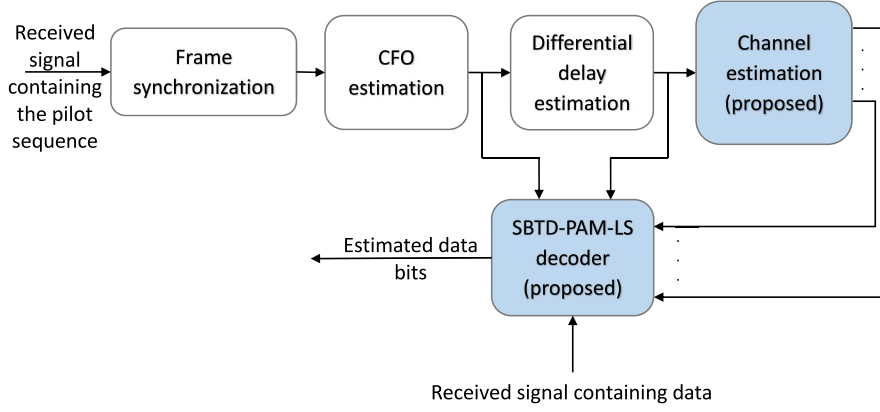 Received
signal
containing
the pilot
sequence
Frame
synchronization
CFO
estimation
Differential
delay
estimation
Channel
estimation
(proposed)
SBTD-PAM-LS
decoder
(proposed)
Estimated data
bits
Received signal containing data